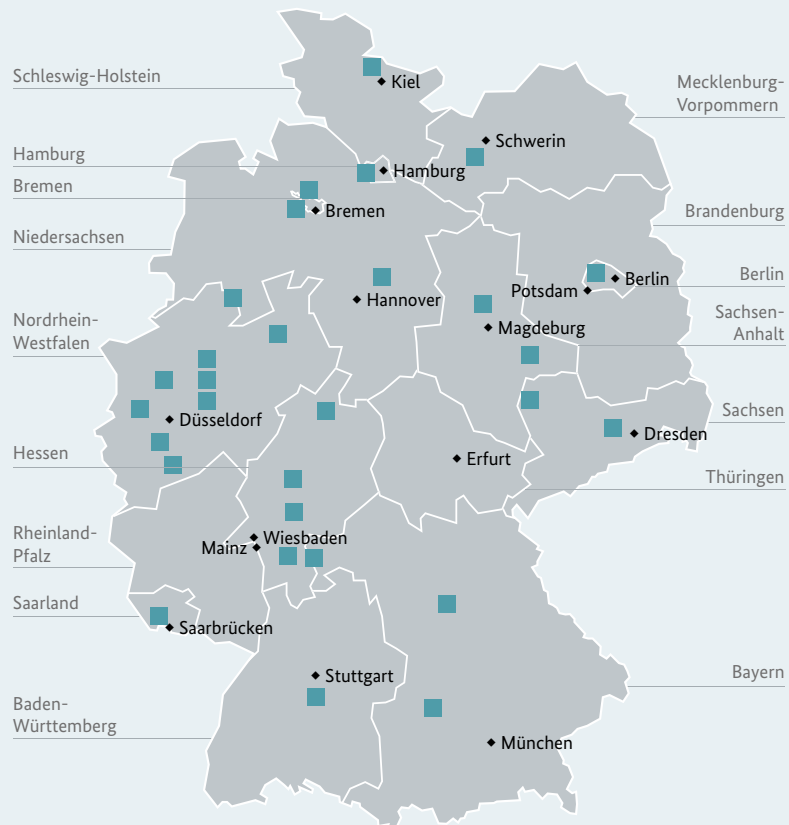 Schleswig-Holstein
Kiel
Mecklenburg-
Vorpommern
Schwerin
Hamburg
Hamburg
Bremen
Bremen
Brandenburg
Niedersachsen
Berlin
Berlin
Potsdam
Hannover
Nordrhein-
Westfalen
Magdeburg
Sachsen-
Anhalt
Düsseldorf
Sachsen
Dresden
Hessen
Erfurt
Thüringen
Rheinland-
Pfalz
Wiesbaden
Mainz
Saarland
Saarbrücken
Stuttgart
Bayern
Baden-
Württemberg
München